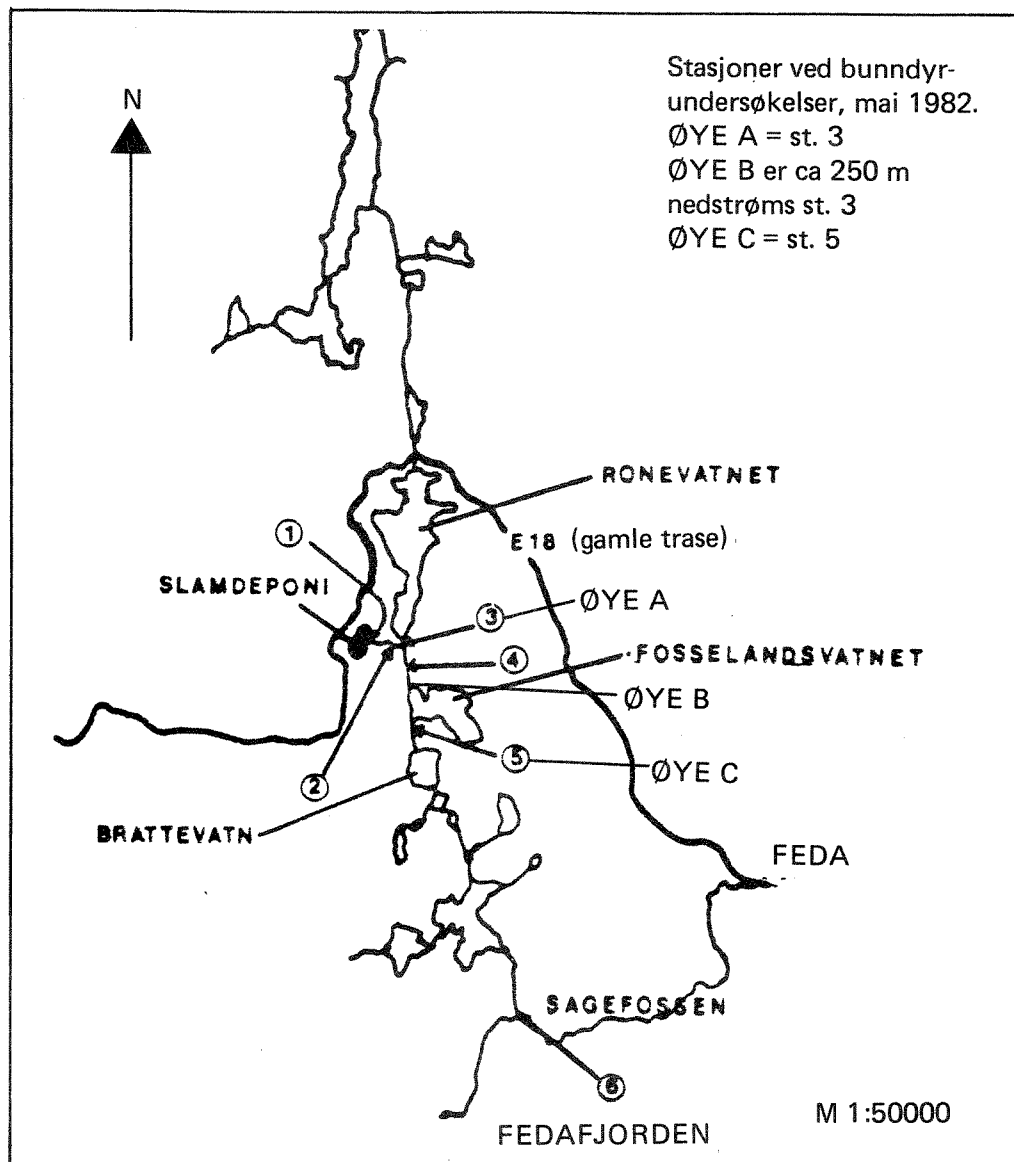 Stasjoner ved bunndyr-
undersøkelser, mai 1982.
ØYE A = st. 3
ØYE B er ca 250 m
nedstrøms st. 3
ØYE C = st. 5
N
RONEVATNET
E18 (gamle trase)
1
SLAMDEPONI
3 ØYE A
4
FOSSELANDSVATNET
ØYE B
5 ØYE C
2
BRATTEVATN
FEDA
SAGEFOSSEN
6
M 1:50000
FEDAFJORDEN